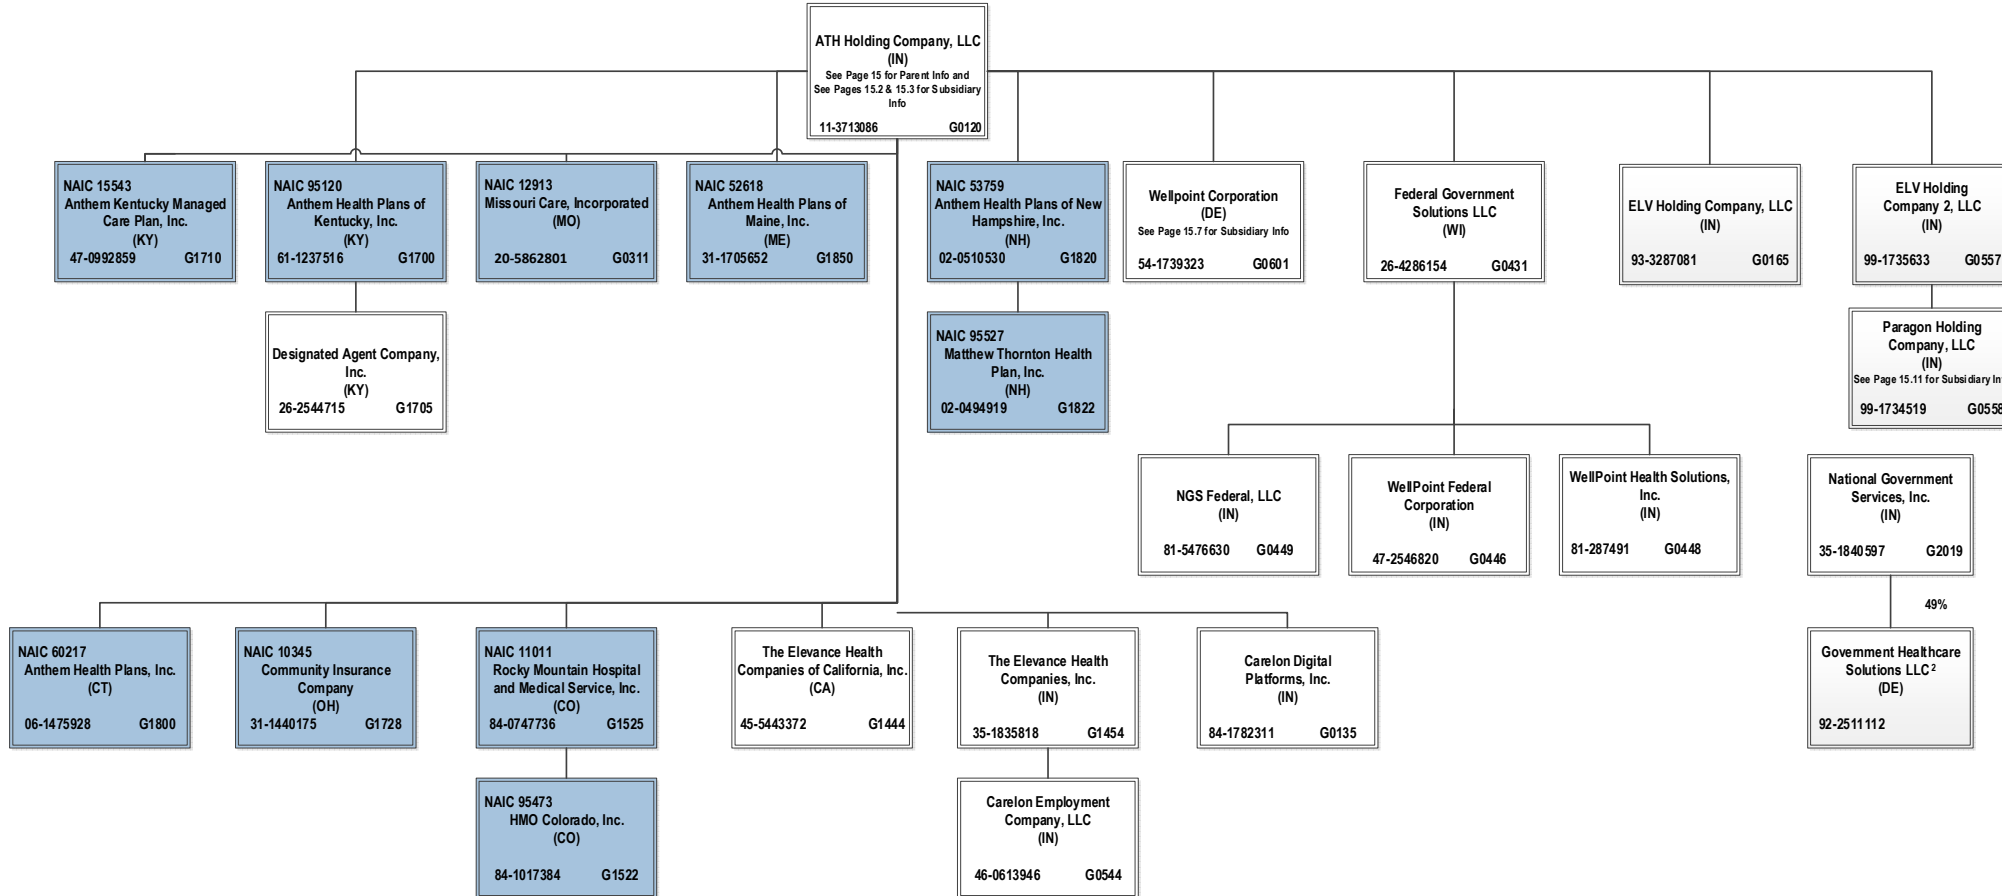 ATH Holding Company, LLC
(IN)
See Page 15 for Parent Info and
See Pages 15.2 & 15.3 for Subsidiary
Info
11-3713086 G0120
NAIC 15543
Anthem Kentucky Managed
Care Plan, Inc.
(KY)
47-0992859 G1710
NAIC 95120
Anthem Health Plans of
Kentucky, Inc.
(KY)
61-1237516 G1700
NAIC 12913
Missouri Care, Incorporated
(MO)
20-5862801 G0311
NAIC 52618
Anthem Health Plans of
Maine, Inc.
(ME)
31-1705652 G1850
NAIC 53759
Anthem Health Plans of New
Hampshire, Inc.
(NH)
02-0510530 G1820
Wellpoint Corporation
(DE)
See Page 15.7 for Subsidiary Info
54-1739323 G0601
Federal Government
Solutions LLC
(WI)
26-4286154 G0431
ELV Holding Company, LLC
(IN)
93-3287081 G0165
ELV Holding
Company 2, LLC
(IN)
99-1735633 G0557
Designated Agent Company,
Inc.
(KY)
26-2544715 G1705
NAIC 95527
Matthew Thornton Health
Plan, Inc.
(NH)
02-0494919 G1822
Paragon Holding
Company, LLC
(IN)
See Page 15.11 for Subsidiary In
99-1734519 G0558
NGS Federal, LLC
(IN)
81-5476630 G0449
WellPoint Federal
Corporation
(IN)
47-2546820 G0446
WellPoint Health Solutions,
Inc.
(IN)
81-287491 G0448
National Government
Services, Inc.
(IN)
35-1840597 G2019
49%
NAIC 60217
Anthem Health Plans, Inc.
(CT)
06-1475928 G1800
NAIC 10345
Community Insurance
Company
(OH)
31-1440175 G1728
NAIC 11011
Rocky Mountain Hospital
and Medical Service, Inc.
(CO)
84-0747736 G1525
The Elevance Health
Companies of California, Inc.
(CA)
45-5443372 G1444
The Elevance Health
Companies, Inc.
(IN)
35-1835818 G1454
Carelon Digital
Platforms, Inc.
(IN)
84-1782311 G0135
Government Healthcare
Solutions LLC²
(DE)
92-2511112
NAIC 95473
HMO Colorado, Inc.
(CO)
84-1017384 G1522
Carelon Employment
Company, LLC
(IN)
46-0613946 G0544